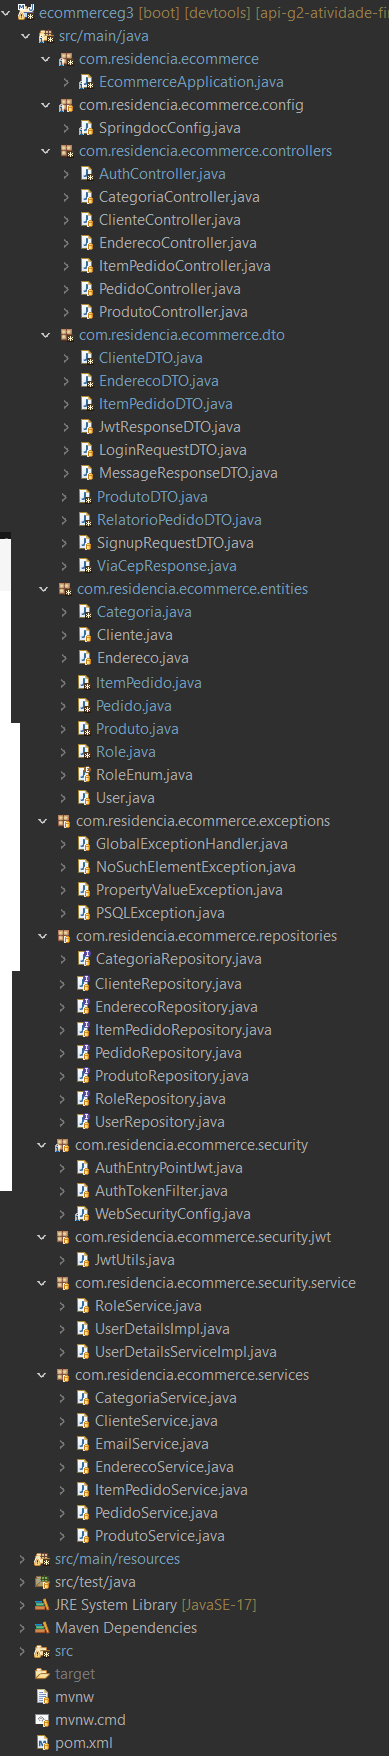 ecommerceg3 [boot] [devtools] [api-g2-atividade-fi
src/main/java
com.residencia.ecommerce
EcommerceApplication.java
com.residencia.ecommerce.config
SpringdocConfig.java
com.residencia.ecommerce.controllers
AuthController.java
CategoriaController.java
ClienteController.java
EnderecoController.java
ItemPedidoController.java
PedidoController.java
ProdutoController.java
com.residencia.ecommerce.dto
ClienteDTO.java
EnderecoDTO.java
ItemPedidoDTO.java
JwtResponseDTO.java
LoginRequestDTO.java
MessageResponseDTO.java
ProdutoDTO.java
RelatorioPedidoDTO.java
SignupRequestDTO.java
ViaCepResponse.java
com.residencia.ecommerce.entities
Categoria.java
Cliente.java
Endereco.java
ItemPedido.java
Pedido.java
Produto.java
Role.java
RoleEnum.java
User.java
com.residencia.ecommerce.exceptions
GlobalExceptionHandler.java
NoSuchElementException.java
PropertyValueException.java
PSQLException.java
com.residencia.ecommerce.repositories
CategoriaRepository.java
ClienteRepository.java
EnderecoRepository.java
ItemPedidoRepository.java
PedidoRepository.java
ProdutoRepository.java
RoleRepository.java
UserRepository.java
com.residencia.ecommerce.security
AuthEntryPointJwt.java
AuthTokenFilter.java
WebSecurityConfig.java
com.residencia.ecommerce.security.jwt
JwtUtils.java
com.residencia.ecommerce.security.service
RoleService.java
UserDetailsImpl.java
UserDetailsServiceImpl.java
com.residencia.ecommerce.services
CategoriaService.java
ClienteService.java
EmailService.java
EnderecoService.java
ItemPedidoService.java
PedidoService.java
ProdutoService.java
src/main/resources
src/test/java
JRE System Library [JavaSE-17]
Maven Dependencies
src
target
mvnw
mvnw.cmd
pom.xml